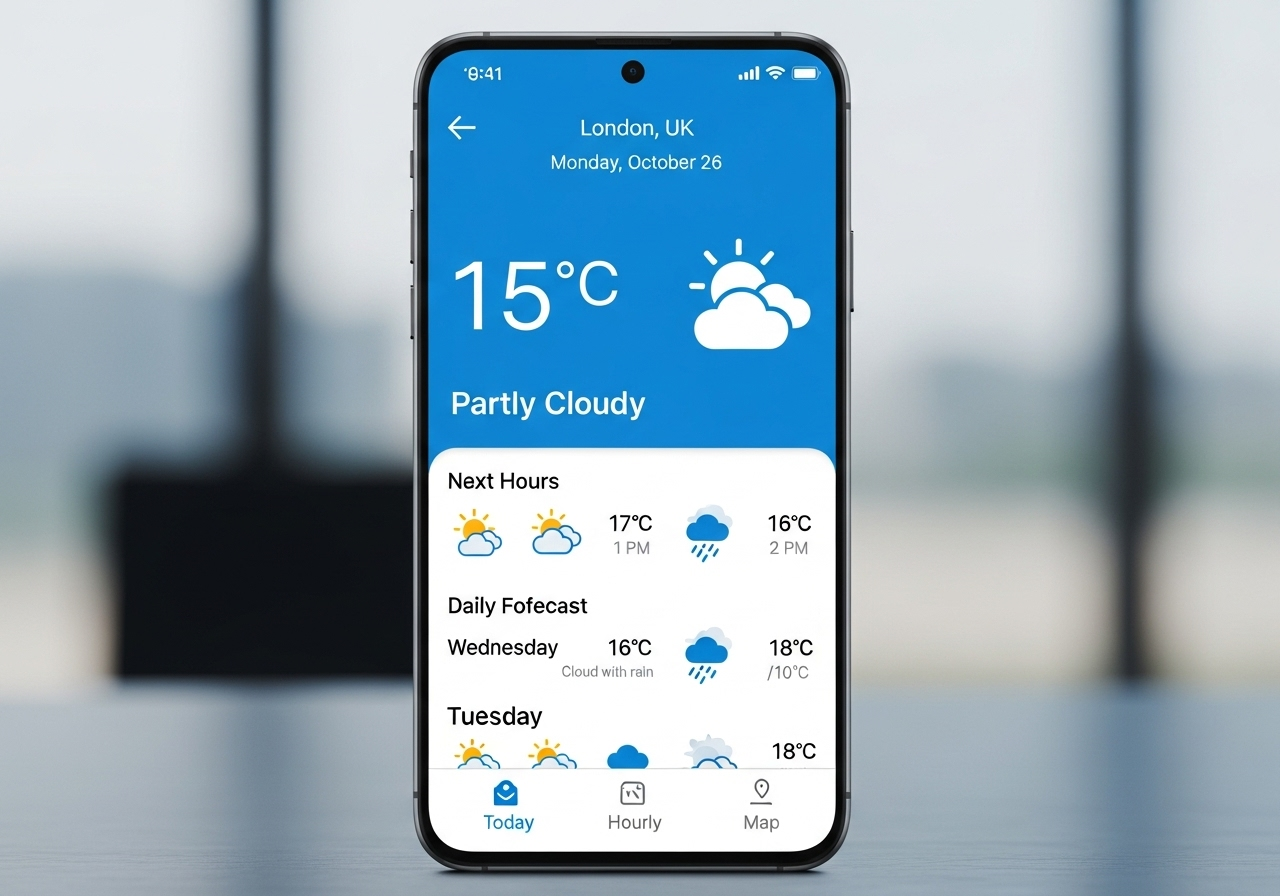 9:41
London, UK
Monday, October 26
15°C
Partly Cloudy
Next Hours
17°C 16°C
1 PM 2 PM
Daily Fofecast
Wednesday 16°C 18°C
Cloud with rain /10°C
Tuesday
18°C
Today Hourly Map